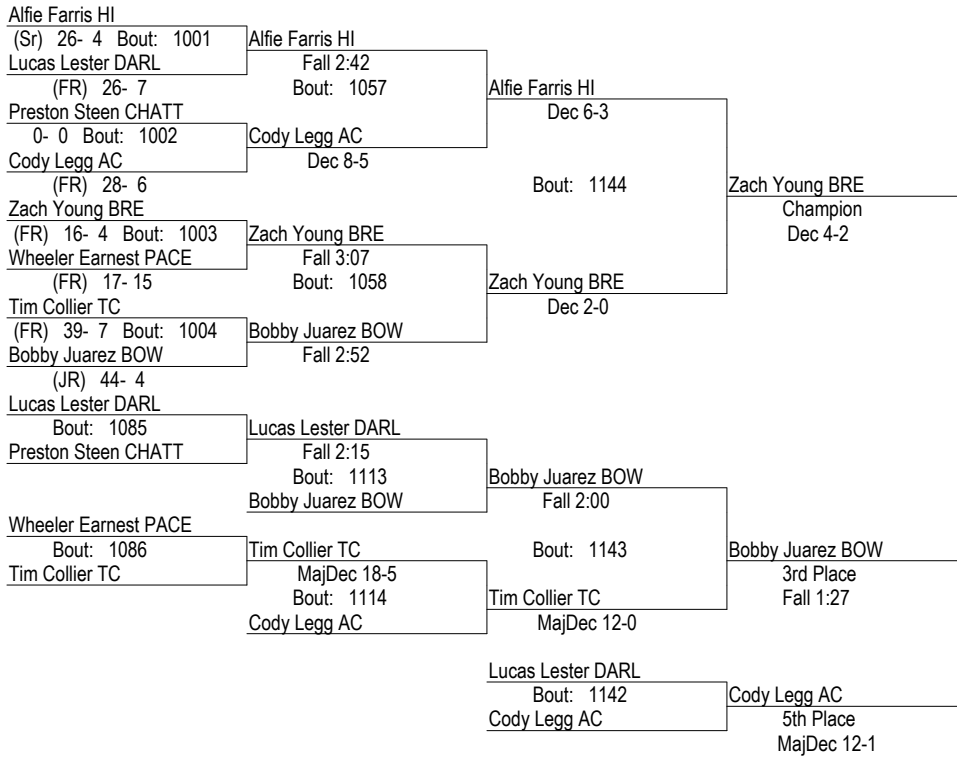 Alfie Farris HI
(Sr) 26- 4 Bout: 1001
Alfie Farris HI
Lucas Lester DARL
Fall 2:42
(FR) 26- 7
Bout: 1057
Alfie Farris HI
Preston Steen CHATT
Dec 6-3
0- 0 Bout: 1002
Cody Legg AC
Cody Legg AC
Dec 8-5
(FR) 28- 6
Bout: 1144
Zach Young BRE
Zach Young BRE
Champion
(FR) 16- 4 Bout: 1003
Zach Young BRE
Dec 4-2
Wheeler Earnest PACE
Fall 3:07
(FR) 17- 15
Bout: 1058
Zach Young BRE
Tim Collier TC
Dec 2-0
(FR) 39- 7 Bout: 1004
Bobby Juarez BOW
Bobby Juarez BOW
Fall 2:52
(JR) 44- 4
Lucas Lester DARL
Bout: 1085
Lucas Lester DARL
Preston Steen CHATT
Fall 2:15
Bout: 1113
Bobby Juarez BOW
Bobby Juarez BOW
Fall 2:00
Wheeler Earnest PACE
Bout: 1086
Tim Collier TC
Bout: 1143
Bobby Juarez BOW
Tim Collier TC
MajDec 18-5
3rd Place
Bout: 1114
Tim Collier TC
Fall 1:27
Cody Legg AC
MajDec 12-0
Lucas Lester DARL
Bout: 1142
Cody Legg AC
Cody Legg AC
5th Place
MajDec 12-1